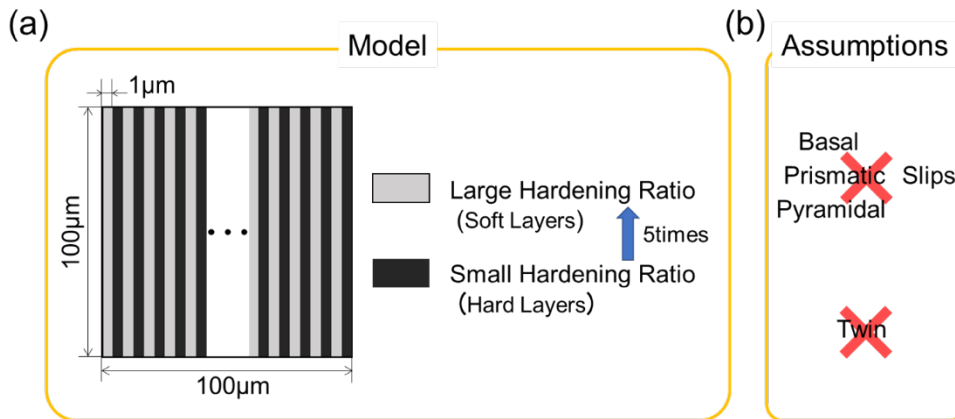 (a)
Model
1μm
100μm
100μm
Large Hardening Ratio
(Soft Layers)
5times
Small Hardening Ratio
(Hard Layers)
(b)
Assumptions
Basal
Prismatic Slips
Pyramidal
Twin